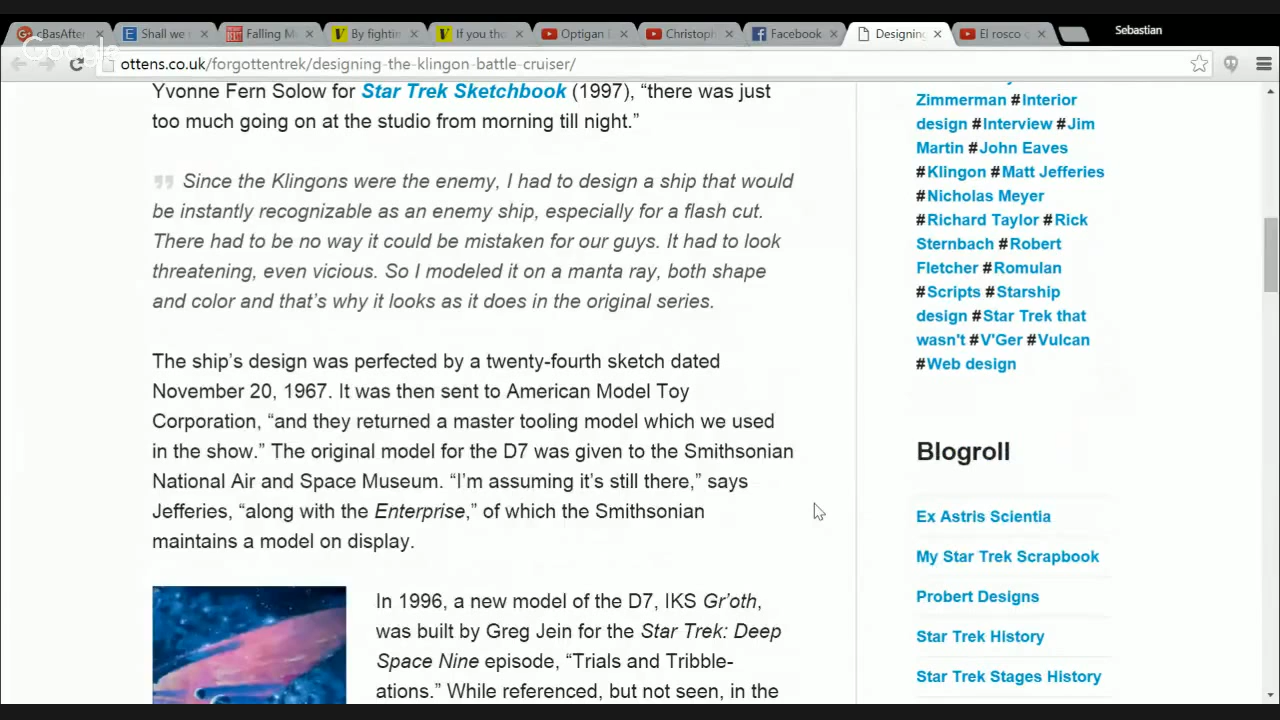 cBasAfter
Shall we
Falling M
By fightin
If you th
Optigan
Christoph
Facebook
Designing
El rosco
Sebastian
Google
ottens.co.uk/forgottentrek/designing-the-klingon-battle-cruiser/
Yvonne Fern Solow for Star Trek Sketchbook (1997), “there was just
too much going on at the studio from morning till night.”
Since the Klingons were the enemy, I had to design a ship that would
be instantly recognizable as an enemy ship, especially for a flash cut.
There had to be no way it could be mistaken for our guys. It had to look
threatening, even vicious. So I modeled it on a manta ray, both shape
and color and that’s why it looks as it does in the original series.
The ship’s design was perfected by a twenty-fourth sketch dated
November 20, 1967. It was then sent to American Model Toy
Corporation, “and they returned a master tooling model which we used
in the show.” The original model for the D7 was given to the Smithsonian
National Air and Space Museum. “I’m assuming it’s still there,” says
Jefferies, “along with the Enterprise,” of which the Smithsonian
maintains a model on display.
In 1996, a new model of the D7, IKS Gr’oth,
was built by Greg Jein for the Star Trek: Deep
Space Nine episode, “Trials and Tribble-
ations.” While referenced, but not seen, in the
Zimmerman #Interior
design #Interview #Jim
Martin #John Eaves
#Klingon #Matt Jefferies
#Nicholas Meyer
#Richard Taylor #Rick
Sternbach #Robert
Fletcher #Romulan
#Scripts #Starship
design #Star Trek that
wasn't #V'Ger #Vulcan
#Web design
Blogroll
Ex Astris Scientia
My Star Trek Scrapbook
Probert Designs
Star Trek History
Star Trek Stages History